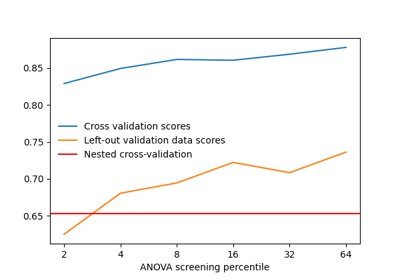 0.85
0.80
0.75
0.70
0.65
Cross validation scores
Left-out validation data scores
Nested cross-validation
2 4 8 16 32 64
ANOVA screening percentile